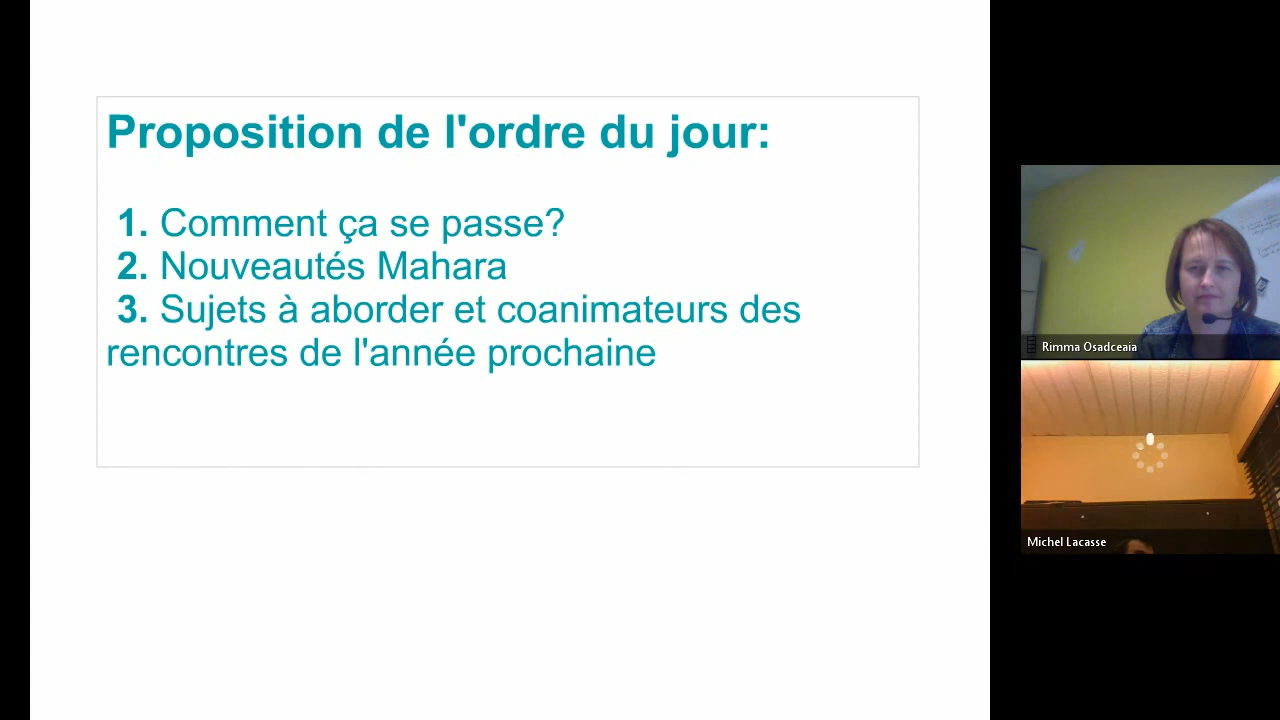 Proposition de l'ordre du jour:
1. Comment ça se passe?
2. Nouveautés Mahara
3. Sujets à aborder et coanimateurs des
rencontres de l'année prochaine
Rimma Osadceaia
Michel Lacasse